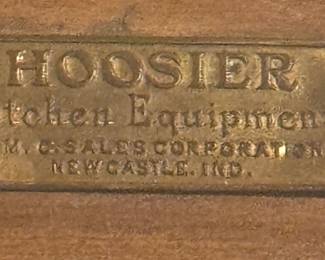 HOOSIER
tchen Equipmen
M. C. SALES CORPORATION
NEWCASTLE. IND.